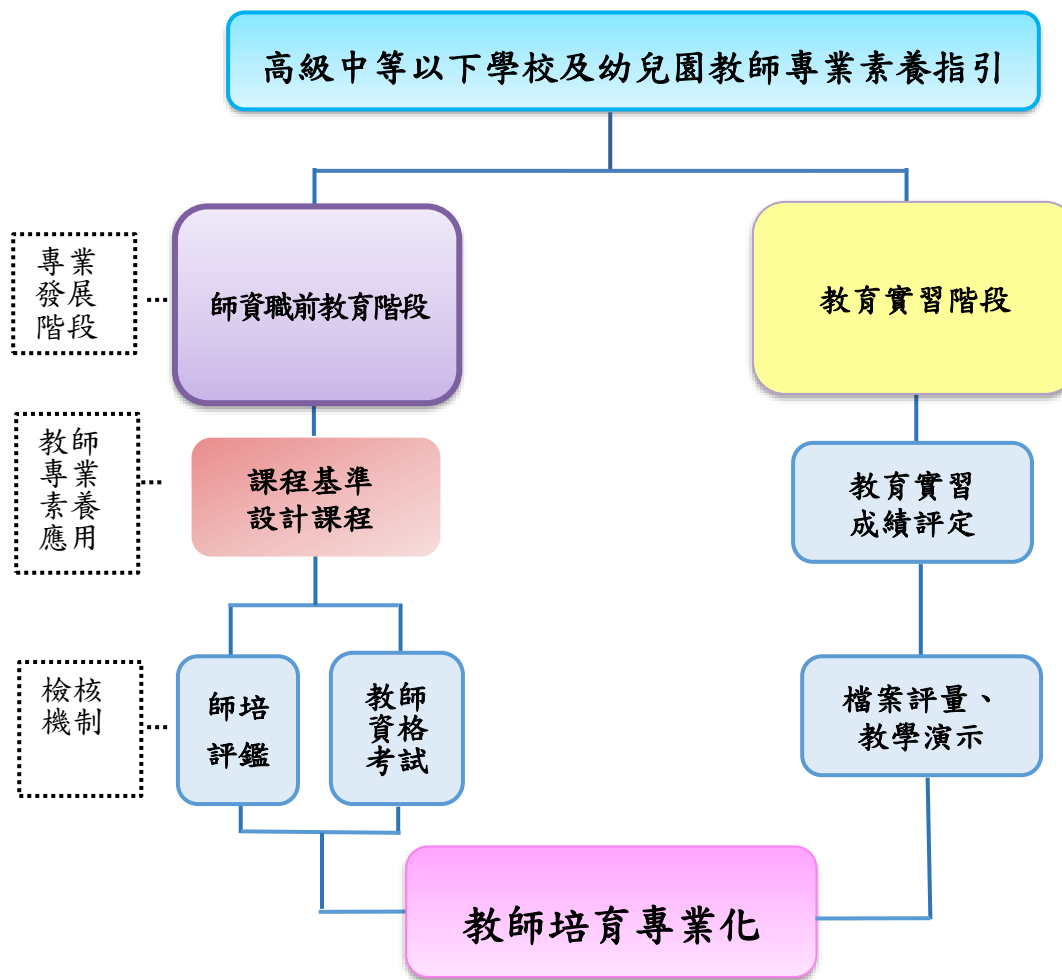 高級中等以下學校及幼兒園教師專業素養指引
專業
發展
階段
師資職前教育階段
教育實習階段
教師
專業
素養
應用
課程基準
設計課程
教育實習
成績評定
檢核
機制
師培
評鑑
教師
資格
考試
檔案評量、
教學演示
教師培育專業化